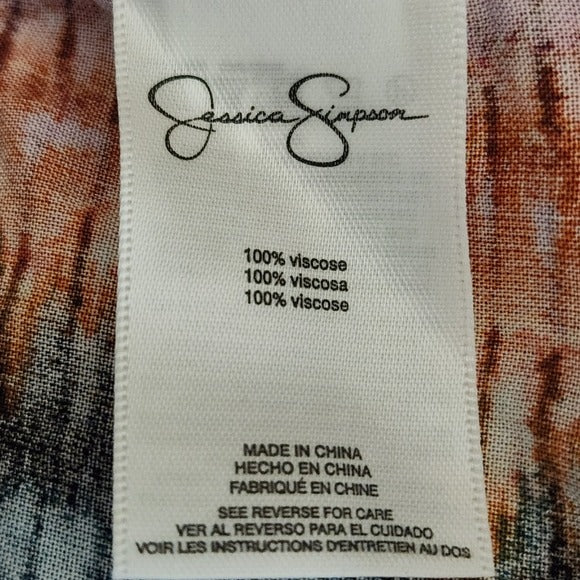 Jessica Simpson
100% viscose
100% viscosa
100% viscose
MADE IN CHINA
HECHO EN CHINA
FABRIQUÉ EN CHINE
SEE REVERSE FOR CARE
VER AL REVERSO PARA EL CUIDADO
VOIR LES INSTRUCTIONS D'ENTRETIEN AU DOS